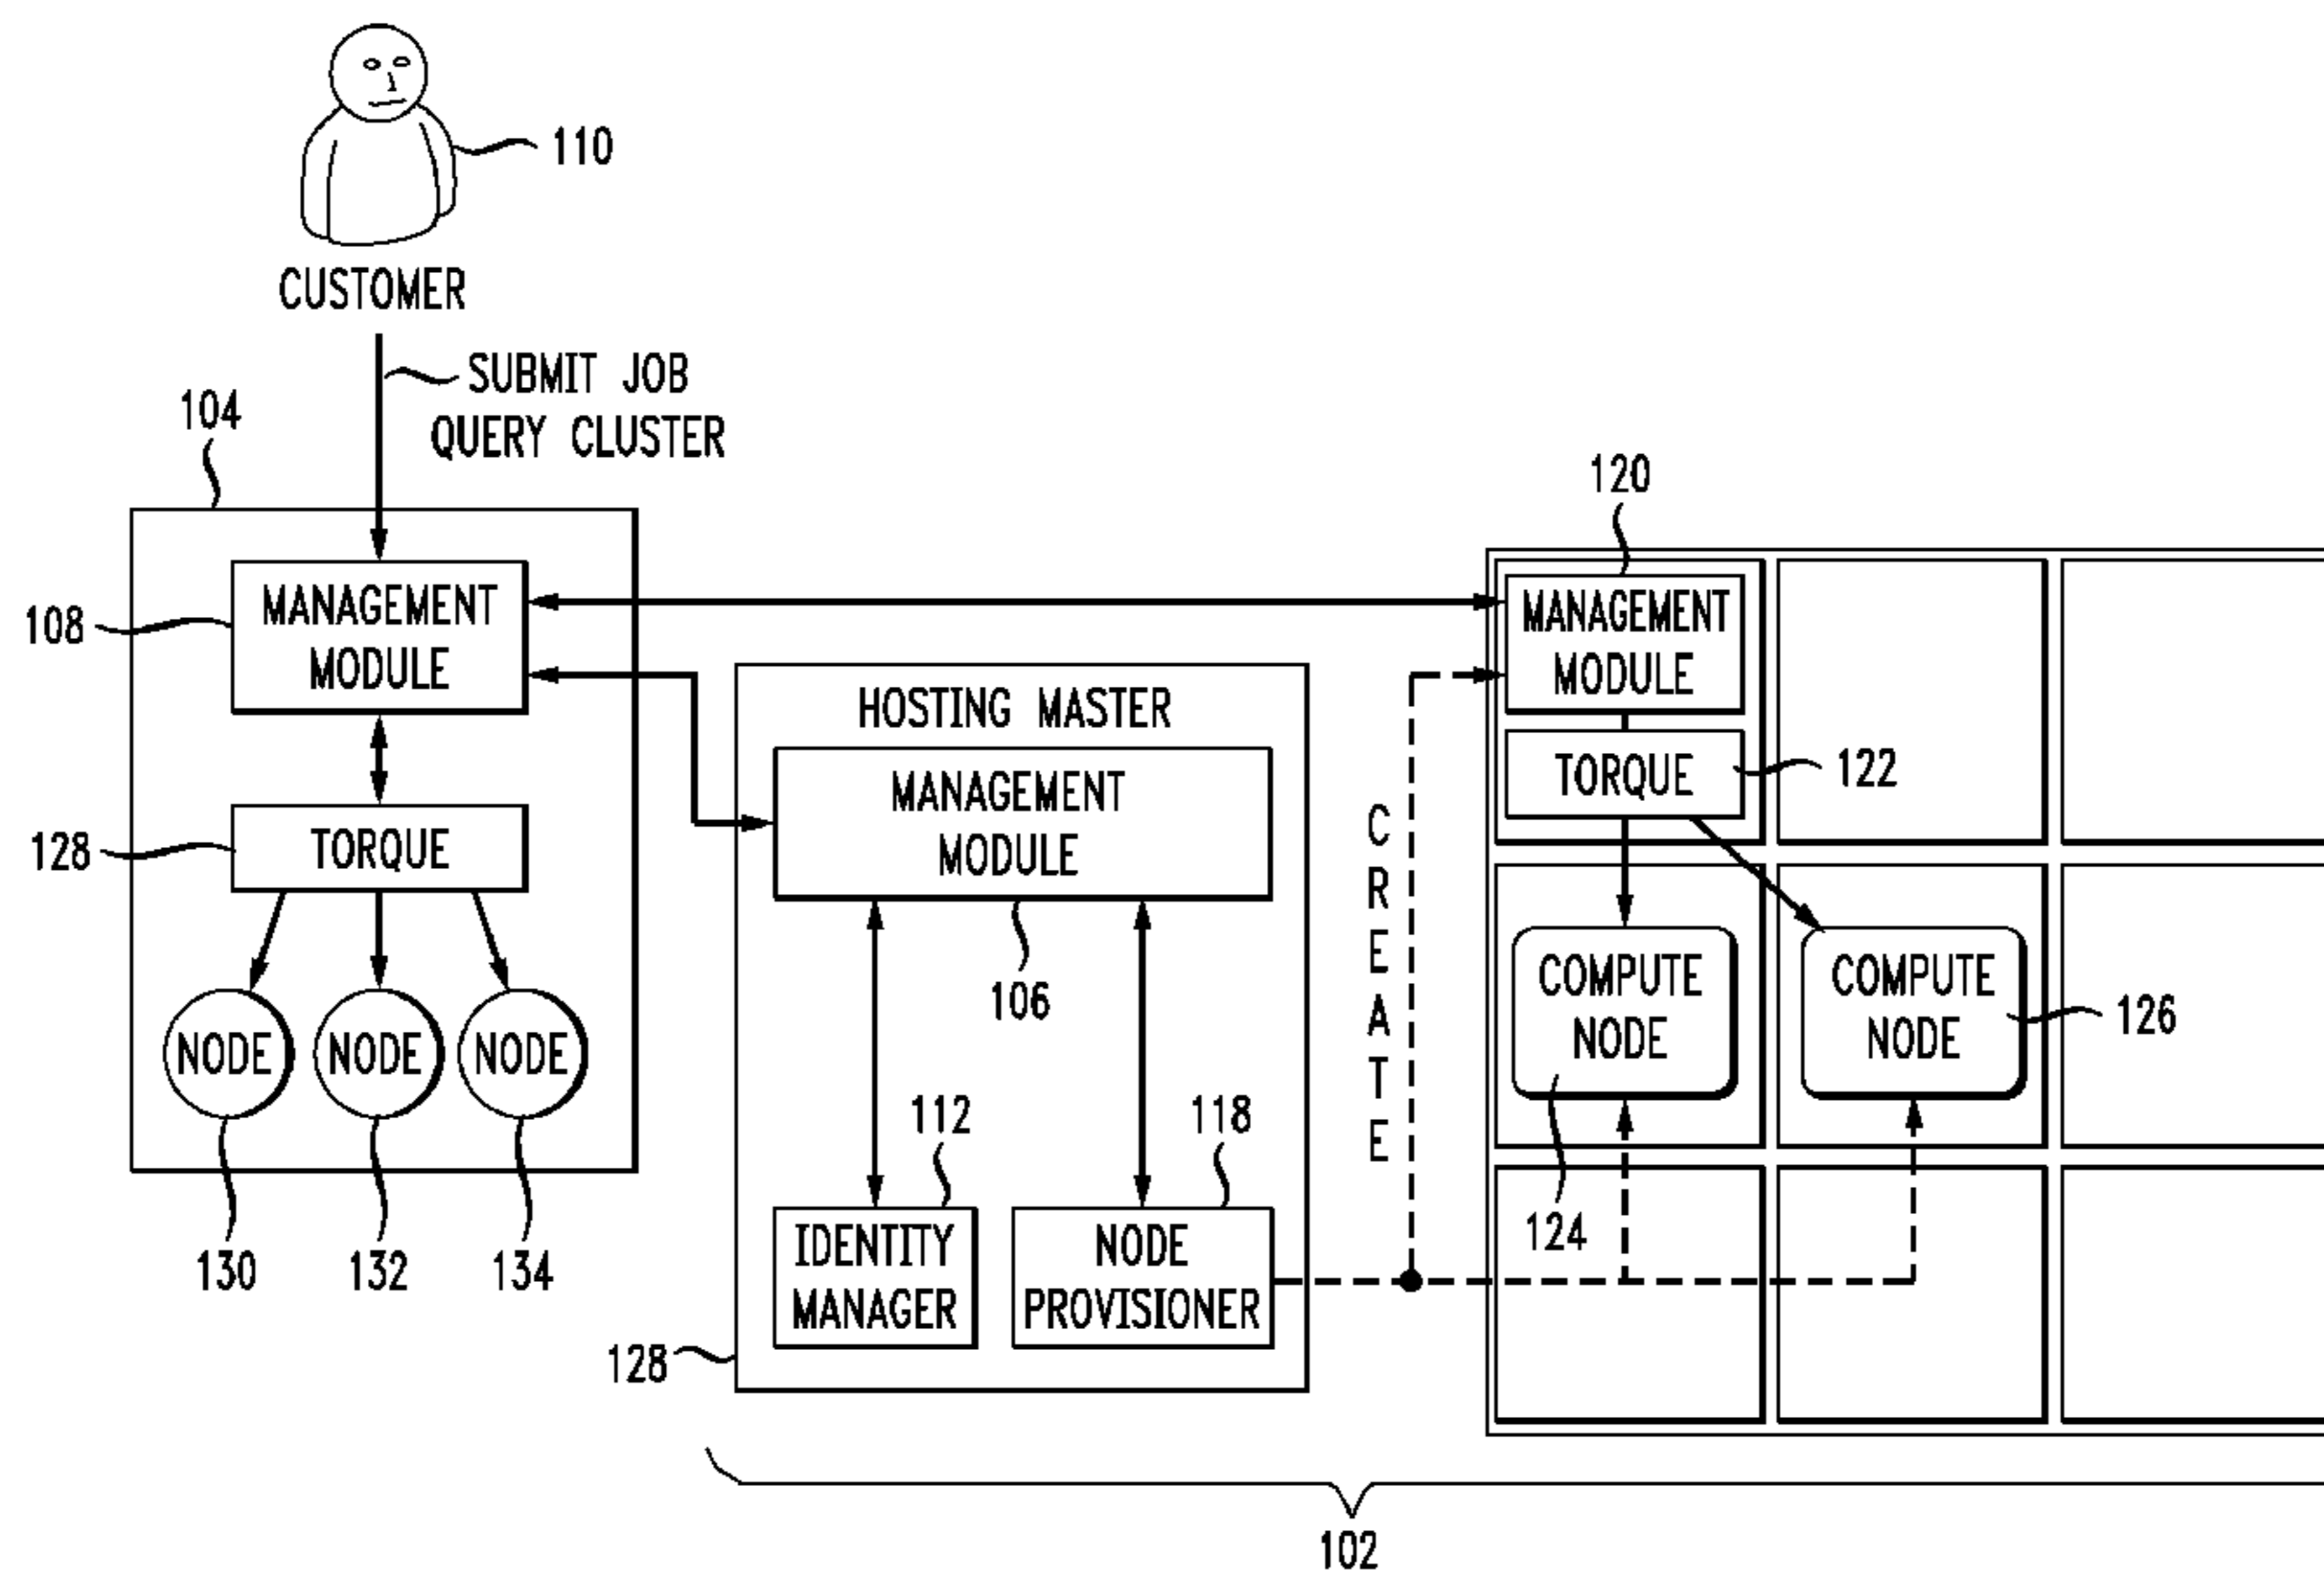 110
CUSTOMER
SUBMIT JOB
QUERY CLUSTER
104
108
MANAGEMENT
MODULE
128
TORQUE
NODE
NODE
NODE
130
132
134
HOSTING MASTER
MANAGEMENT
MODULE
106
112
118
IDENTITY
MANAGER
NODE
PROVISIONER
128
CREATE
120
MANAGEMENT
MODULE
TORQUE
122
COMPUTE
NODE
COMPUTE
NODE
126
124
102